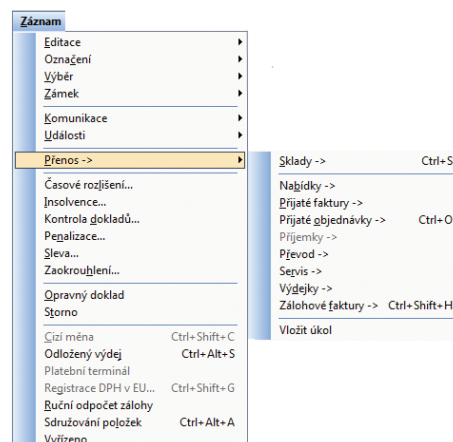 Záznam
Editace
Označení
Výběr
Zámek
Komunikace
Události
Přenos ->
Časové rozlišení...
Insolvence...
Kontrola dokladů...
Penalizace...
Sleva...
Zaokrouhlení...
Opravný doklad
Storno
Cizí měna Ctrl+Shift+C
Odložený výdej Ctrl+Alt+S
Platební terminál
Registrace DPH v EU... Ctrl+Shift+G
Ruční odpočet zálohy
Sdružování položek Ctrl+Alt+A
Vyřízeno
Sklady -> Ctrl+S
Nabídky ->
Přijaté faktury ->
Přijaté objednávky -> Ctrl+O
Příjemky ->
Převod ->
Servis ->
Výdejky ->
Zálohové faktury -> Ctrl+Shift+H
Vložit úkol